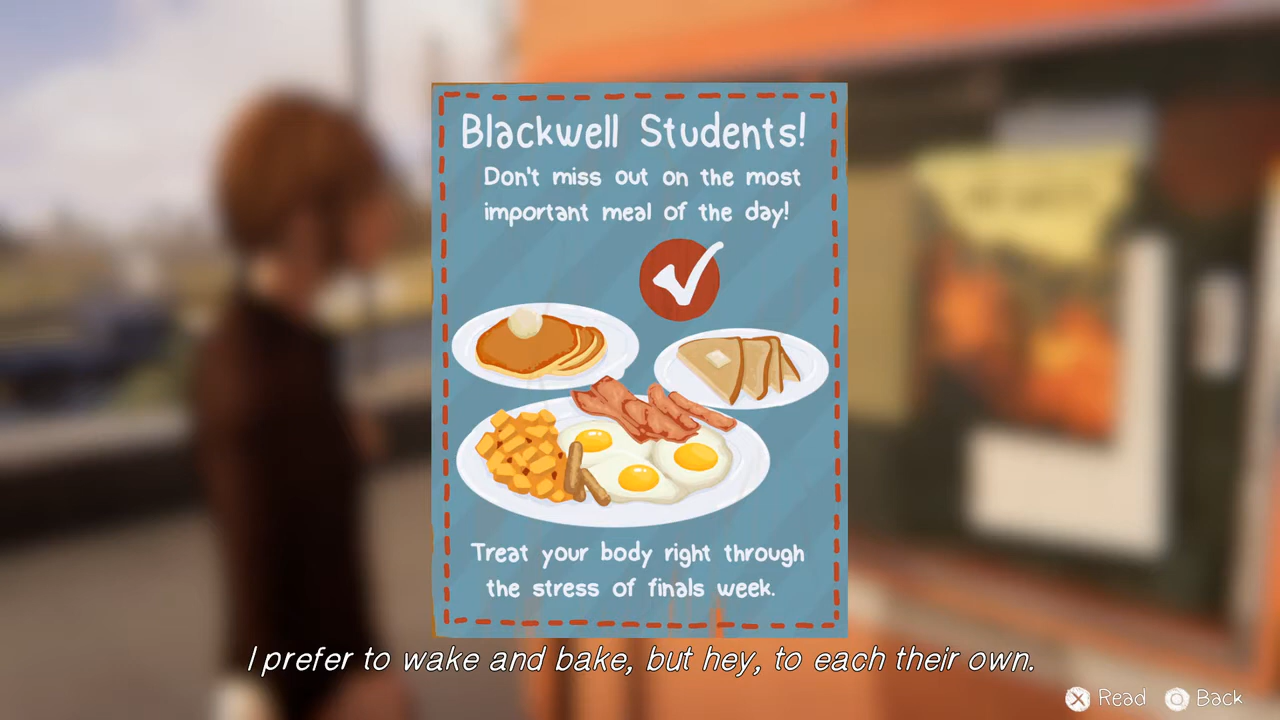 Blackwell Students!
Don't miss out on the most
important meal of the day!
Treat your body right through
the stress of finals week.
I prefer to wake and bake, but hey, to each their own.
Read Back